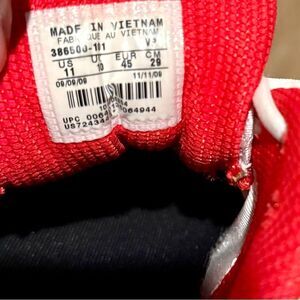 MADE IN VIETNAM
FABRIQUE AU VIETNAM
386500-101 V3
US UK EUR CM
11 10 45 29
09/09/09 11/11/09
UPC